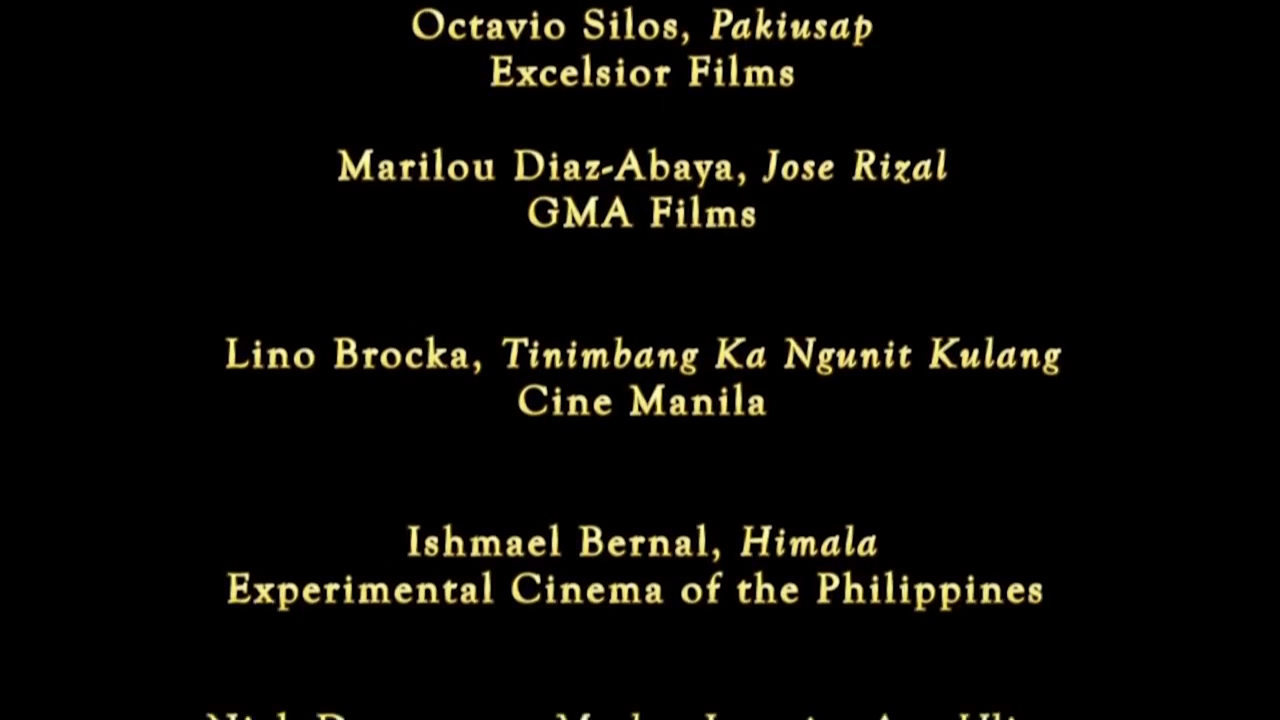 Octavio Silos, Pakiusap
Excelsior Films
Marilou Diaz-Abaya, Jose Rizal
GMA Films
Lino Brocka, Tinimbang Ka Ngunit Kulang
Cine Manila
Ishmael Bernal, Himala
Experimental Cinema of the Philippines